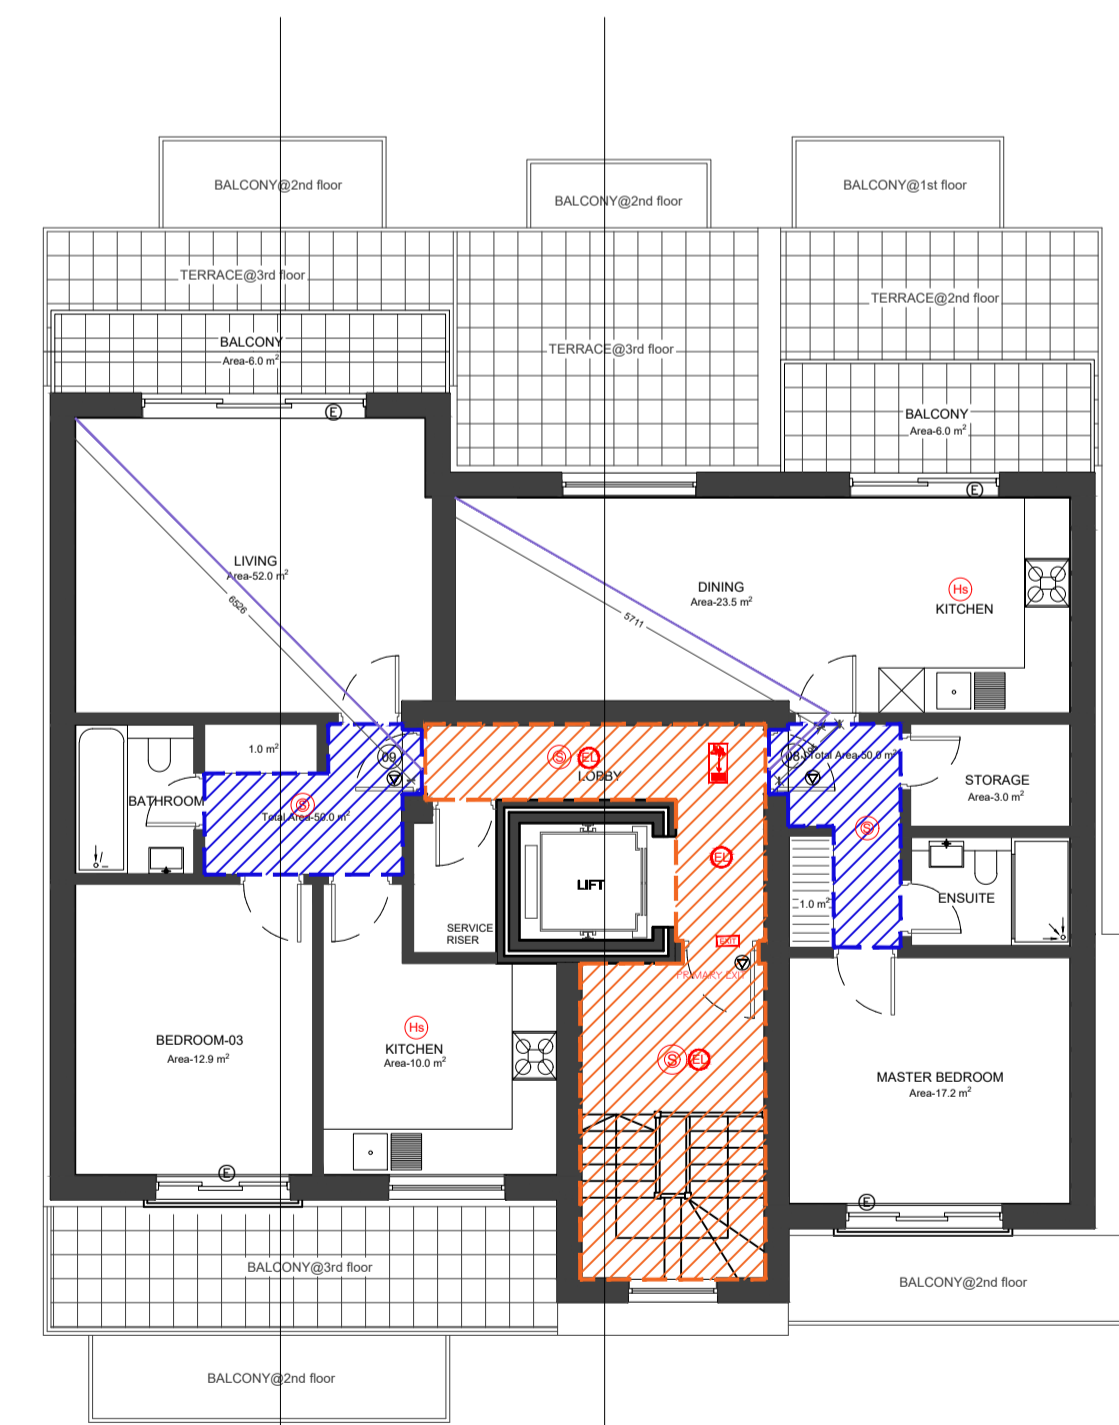 BALCONY@2nd floor
BALCONY@2nd floor
BALCONY@1st floor
TERRACE@3rd floor
TERRACE@3rd floor
TERRACE@2nd floor
BALCONY
Area-6.0 m²
BALCONY
Area-6.0 m²
E
E
LIVING
Area-52.0 m²
6526
DINING
Area-23.5 m²
5711
Hs
KITCHEN
1.0 m²
09
S
EL
LOBBY
08
Total Area-50.0 m²
STORAGE
Area-3.0 m²
BATHROOM
S
Total Area-50.0 m²
S
EL
LIFT
1.0 m²
ENSUITE
SERVICE
RISER
EXIT
PRIMARY EXIT
BEDROOM-03
Area-12.9 m²
Hs
KITCHEN
Area-10.0 m²
S
EL
MASTER BEDROOM
Area-17.2 m²
E
E
BALCONY@3rd floor
BALCONY@2nd floor
BALCONY@2nd floor